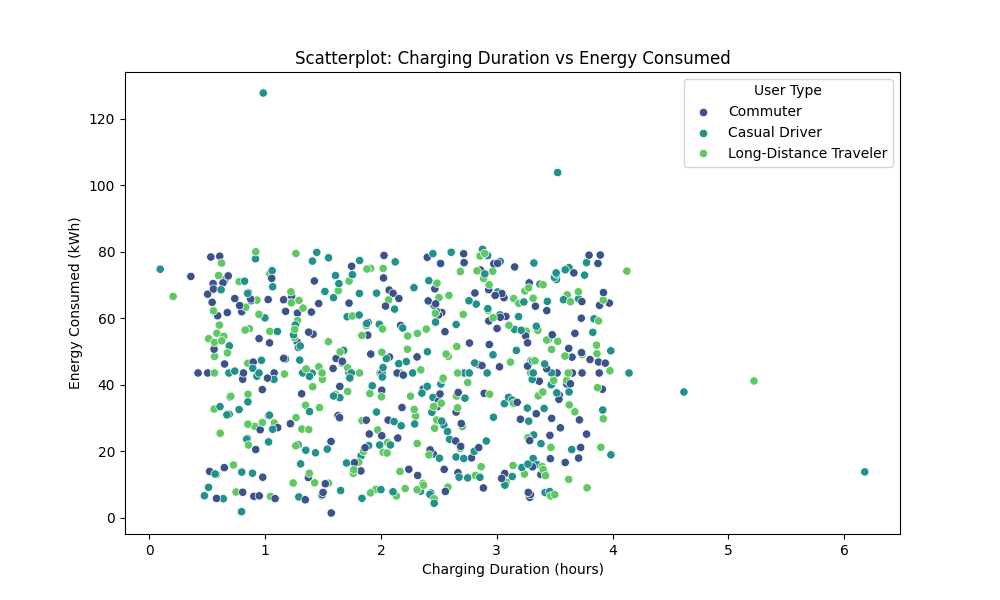 Scatterplot: Charging Duration vs Energy Consumed
User Type
Commuter
Casual Driver
Long-Distance Traveler
120
100
80
60
40
20
0
Energy Consumed (kWh)
0 1 2 3 4 5 6
Charging Duration (hours)